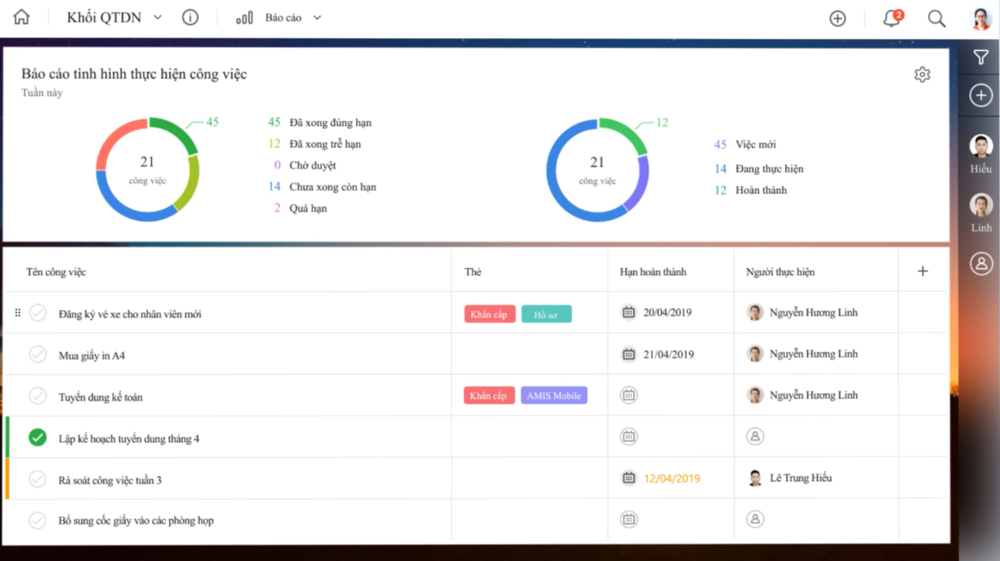 Khối QTDN
Báo cáo
2
Báo cáo tình hình thực hiện công việc
Tuần này
45
21
công việc
45 Đã xong đúng hạn
12 Đã xong trễ hạn
0 Chờ duyệt
14 Chưa xong còn hạn
2 Quá hạn
12
21
công việc
45 Việc mới
14 Đang thực hiện
12 Hoàn thành
Hiếu
Linh
Tên công việc Thẻ Hạn hoàn thành Người thực hiện
Đăng ký vé xe cho nhân viên mới Khẩn cấp Hồ sơ 20/04/2019 Nguyễn Hương Linh
Mua giấy in A4 21/04/2019 Nguyễn Hương Linh
Tuyển dung kế toán Khẩn cấp AMIS Mobile Nguyễn Hương Linh
Lập kế hoạch tuyển dung tháng 4
Rà soát công việc tuần 3 12/04/2019 Lê Trung Hiếu
Bổ sung cốc giấy vào các phòng họp